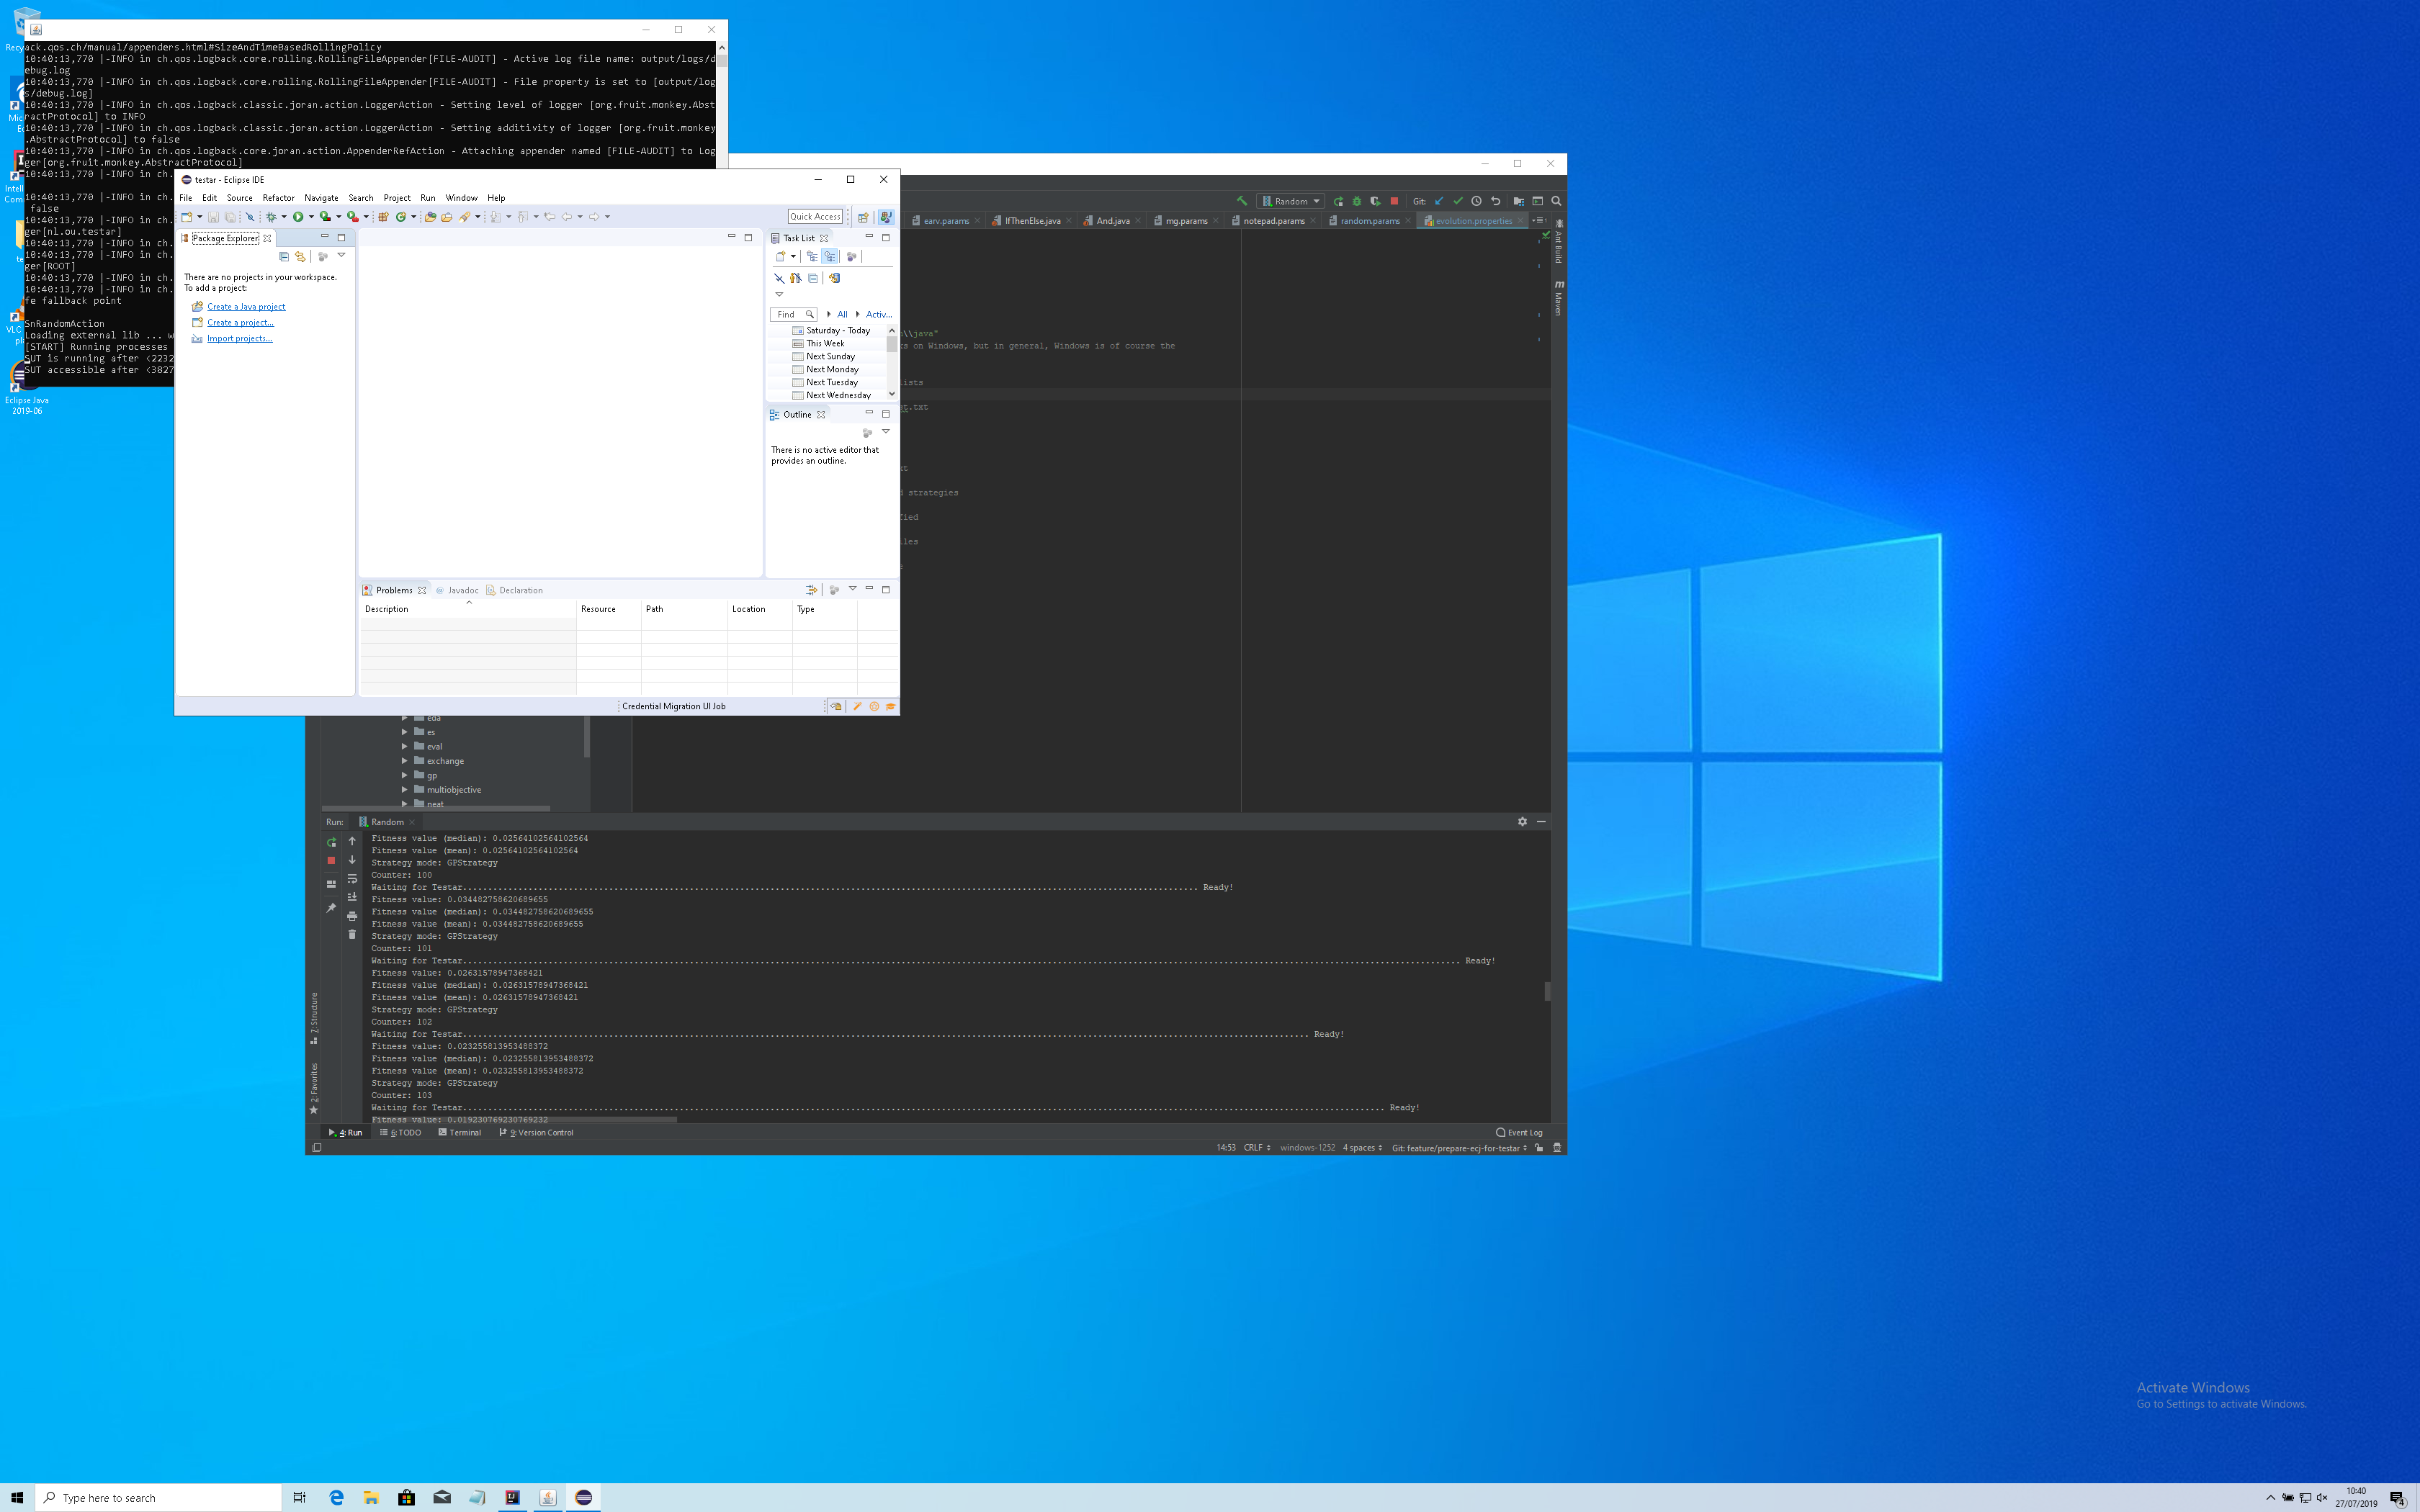 ack.qos.ch/manual/appenders.html#SizeAndTimeBasedRollingPolicy
10:40:13,770 |-INFO in ch.qos.logback.core.rolling.RollingFileAppender[FILE-AUDIT] - Active log file name: output/logs/d
ebug.log
10:40:13,770 |-INFO in ch.qos.logback.core.rolling.RollingFileAppender[FILE-AUDIT] - File property is set to [output/log
s/debug.log]
10:40:13,770 |-INFO in ch.qos.logback.classic.joran.action.LoggerAction - Setting level of logger [org.fruit.monkey.Abst
ractProtocol] to INFO
10:40:13,770 |-INFO in ch.qos.logback.classic.joran.action.LoggerAction - Setting additivity of logger [org.fruit.monkey
.AbstractProtocol] to false
10:40:13,770 |-INFO in ch.qos.logback.core.joran.action.AppenderRefAction - Attaching appender named [FILE-AUDIT] to Log
ger[org.fruit.monkey.AbstractProtocol]
10:40:13,770 |-INFO in ch.
10:40:13,770 |-INFO in ch.
false
10:40:13,770 |-INFO in ch.
ger[nl.ou.testar]
10:40:13,770 |-INFO in ch.
10:40:13,770 |-INFO in ch.
ger[ROOT]
10:40:13,770 |-INFO in ch.
10:40:13,770 |-INFO in ch.
fe fallback point
SnRandomAction
Loading external lib ... w
[START] Running processes
SUT is running after <2232
SUT accessible after <3827
Eclipse Java
2019-06
testar - Eclipse IDE
File Edit Source Refactor Navigate Search Project Run Window Help
Quick Access
Package Explorer
There are no projects in your workspace.
To add a project:
Create a Java project
Create a project...
Import projects...
Task List
Find All Activ...
Saturday - Today
This Week
Next Sunday
Next Monday
Next Tuesday
Next Wednesday
Outline
There is no active editor that
provides an outline.
Problems Javadoc Declaration
Description Resource Path Location Type
Credential Migration UI Job
Random Git:
earv.params IfThenElse.java And.java mg.params notepad.params random.params evolution.properties
Ant Build
Maven
\\java"
s on Windows, but in general, Windows is of course the
ists
.txt
strategies
eda
es
eval
exchange
gp
multiobjective
neat
Run: Random
Fitness value (median): 0.02564102564102564
Fitness value (mean): 0.02564102564102564
Strategy mode: GPStrategy
Counter: 100
Waiting for Testar.................................................................................................................................................. Ready!
Fitness value: 0.034482758620689655
Fitness value (median): 0.034482758620689655
Fitness value (mean): 0.034482758620689655
Strategy mode: GPStrategy
Counter: 101
Waiting for Testar...................................................................................................................................................................................................... Ready!
Fitness value: 0.02631578947368421
Fitness value (median): 0.02631578947368421
Fitness value (mean): 0.02631578947368421
Strategy mode: GPStrategy
Counter: 102
Waiting for Testar........................................................................................................................................................................ Ready!
Fitness value: 0.023255813953488372
Fitness value (median): 0.023255813953488372
Fitness value (mean): 0.023255813953488372
Strategy mode: GPStrategy
Counter: 103
Waiting for Testar....................................................................................................................................................................................... Ready!
Fitness value: 0.019230769230769232
7: Structure
2: Favorites
4: Run 6: TODO Terminal 9: Version Control
Event Log
14:53 CRLF windows-1252 4 spaces Git: feature/prepare-ecj-for-testar
Activate Windows
Go to Settings to activate Windows.
Type here to search
10:40
27/07/2019
4